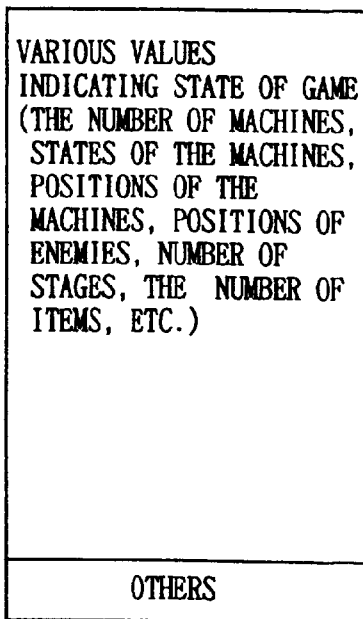 VARIOUS VALUES
INDICATING STATE OF GAME
(THE NUMBER OF MACHINES,
STATES OF THE MACHINES,
POSITIONS OF THE
MACHINES, POSITIONS OF
ENEMIES, NUMBER OF
STAGES, THE NUMBER OF
ITEMS, ETC.)
OTHERS